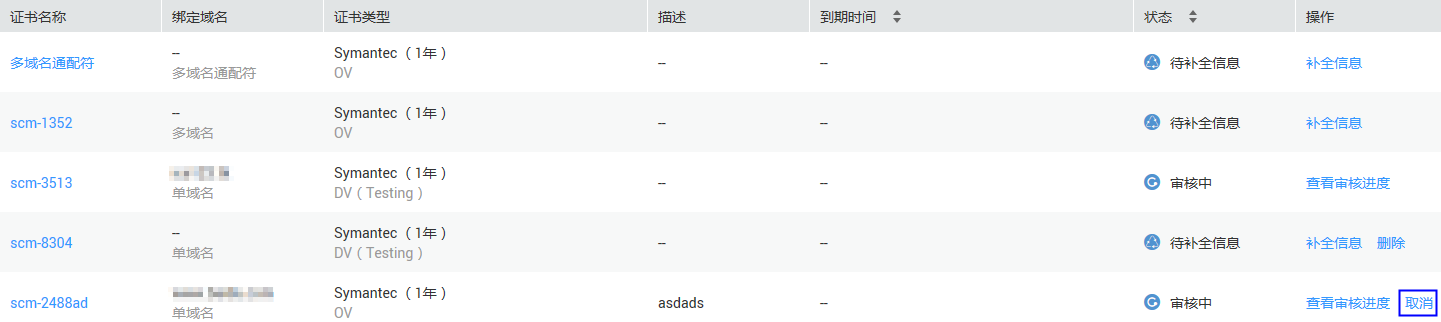 证书名称 绑定域名 证书类型 描述 到期时间 状态 操作
多域名通配符 -- Symantec （1年） -- -- 待补全信息 补全信息
多域名通配符 OV
scm-1352 -- Symantec （1年） -- -- 待补全信息 补全信息
多域名 OV
scm-3513 Symantec （1年） -- -- 审核中 查看审核进度
单域名 DV（Testing）
scm-8304 -- Symantec （1年） -- -- 待补全信息 补全信息 删除
单域名 DV（Testing）
scm-2488ad Symantec （1年） asdads -- 审核中 查看审核进度 取消
单域名 OV